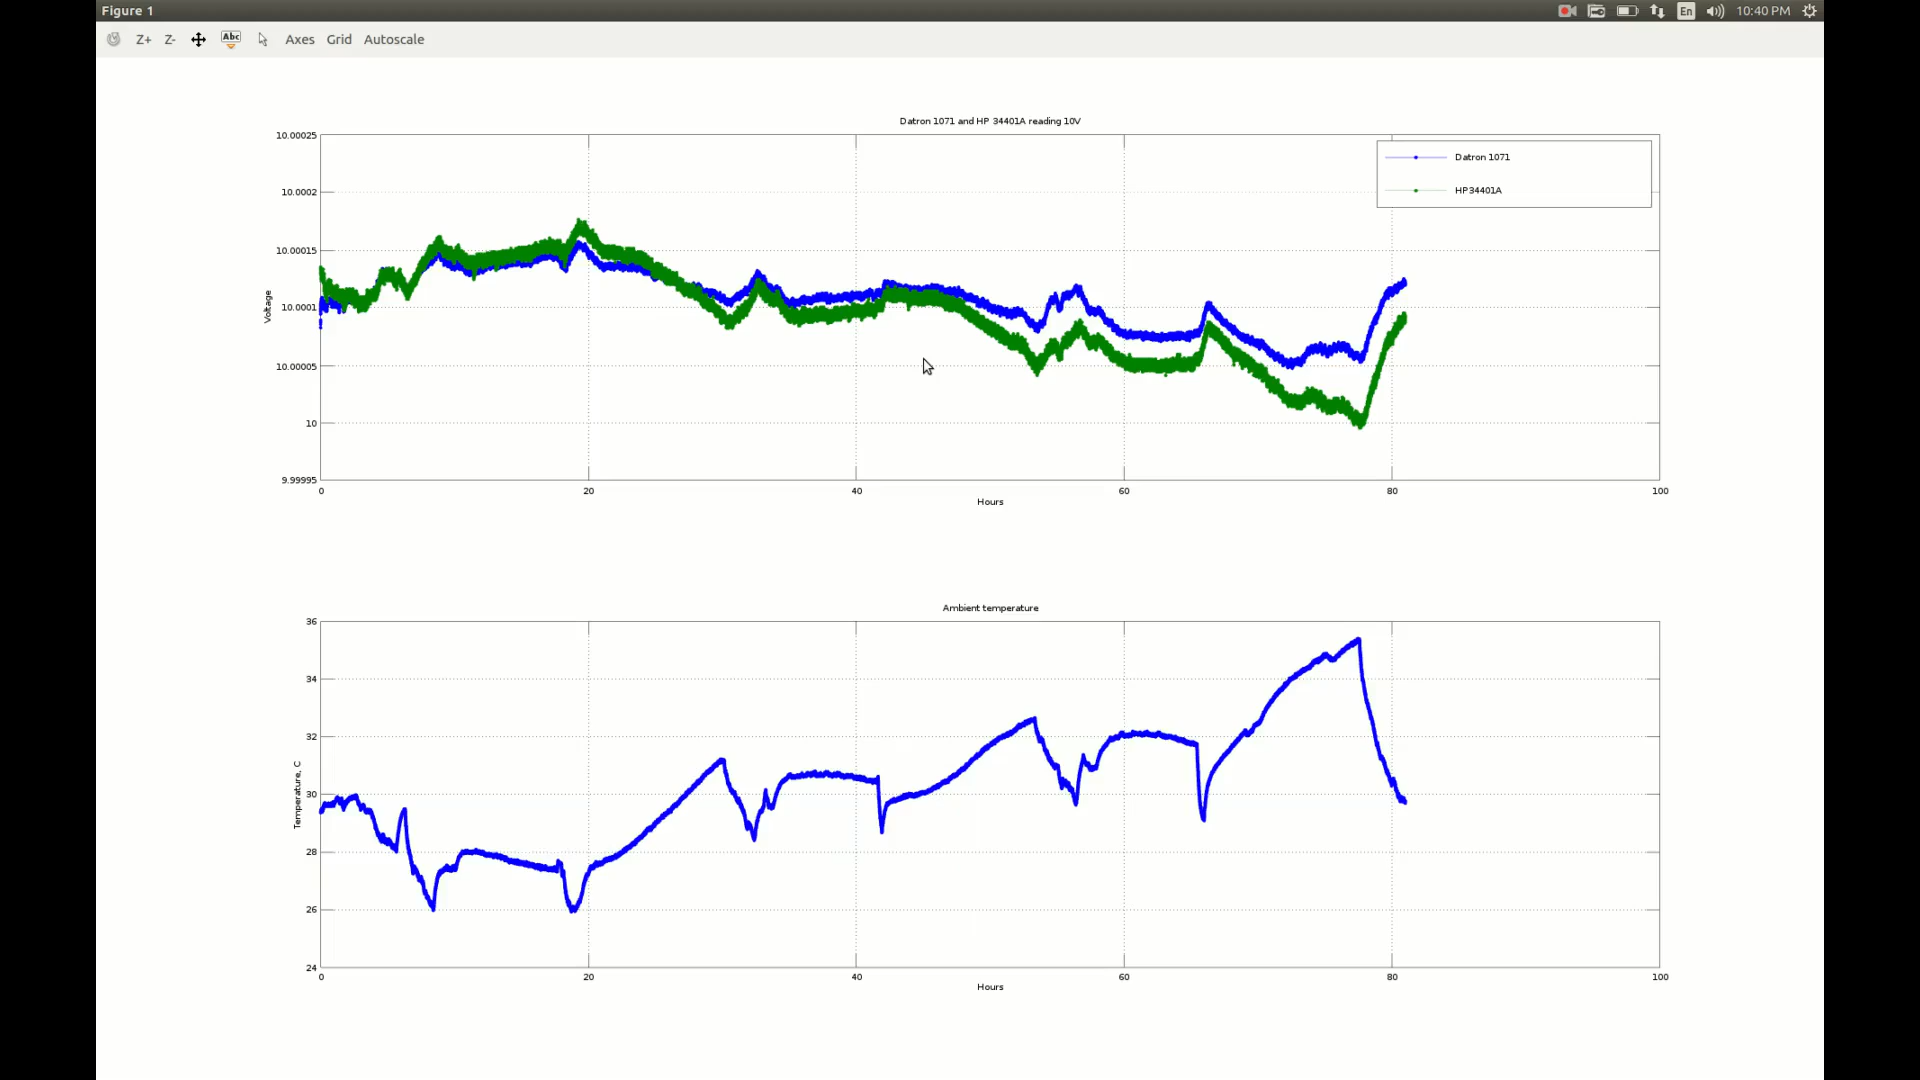 Figure 1
En
10:40 PM
Z+ Z- Abc Axes Grid Autoscale
Datron 1071 and HP 34401A reading 10V
10.00025
10.0002
10.00015
10.0001
10.00005
10
9.99995
Voltage
Datron 1071
HP34401A
0 20 40 60 80 100
Hours
Ambient temperature
36
34
32
30
28
26
24
Temperature, C
0 20 40 60 80 100
Hours